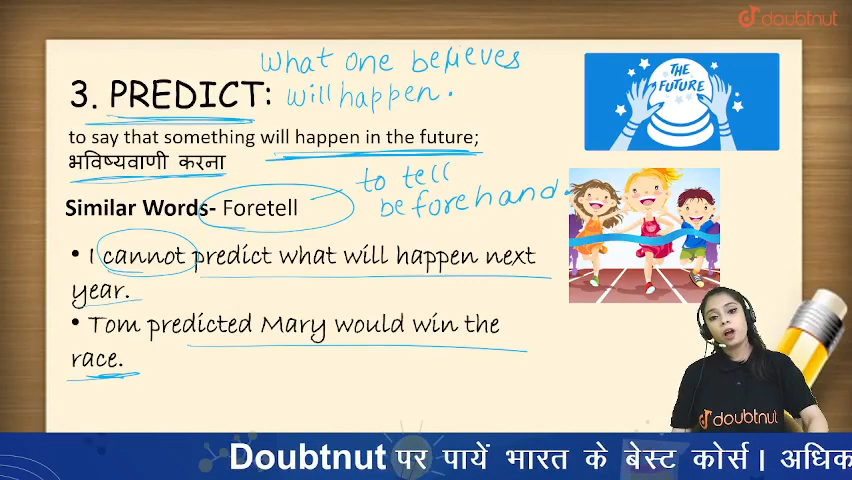 doubtnut
What one believes
will happen.
3. PREDICT:
THE
FUTURE
to say that something will happen in the future;
भविष्यवाणी करना
to tell
beforehand.
Similar Words- Foretell
• I cannot predict what will happen next
year.
• Tom predicted Mary would win the
race.
doubtnut
Doubtnut पर पायें भारत के बेस्ट कोर्स। अधिक